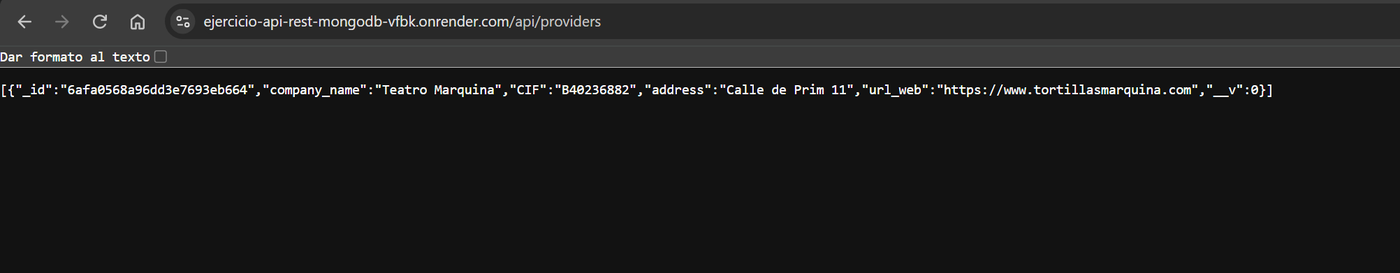 ejercicio-api-rest-mongodb-vfbk.onrender.com/api/providers
Dar formato al texto
[{"_id":"6afa0568a96dd3e7693eb664","company_name":"Teatro Marquina","CIF":"B40236882","address":"Calle de Prim 11","url_web":"https://www.tortillasmarquina.com","__v":0}]